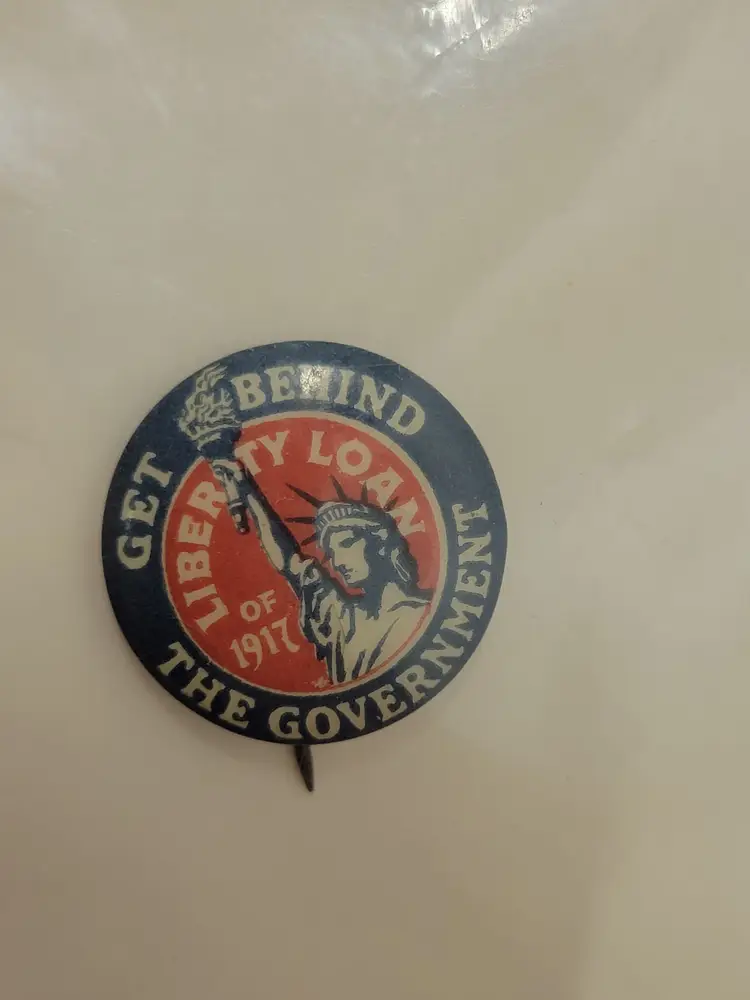 GET BEHIND
THE GOVERNMENT
LIBERTY LOAN
OF
1917